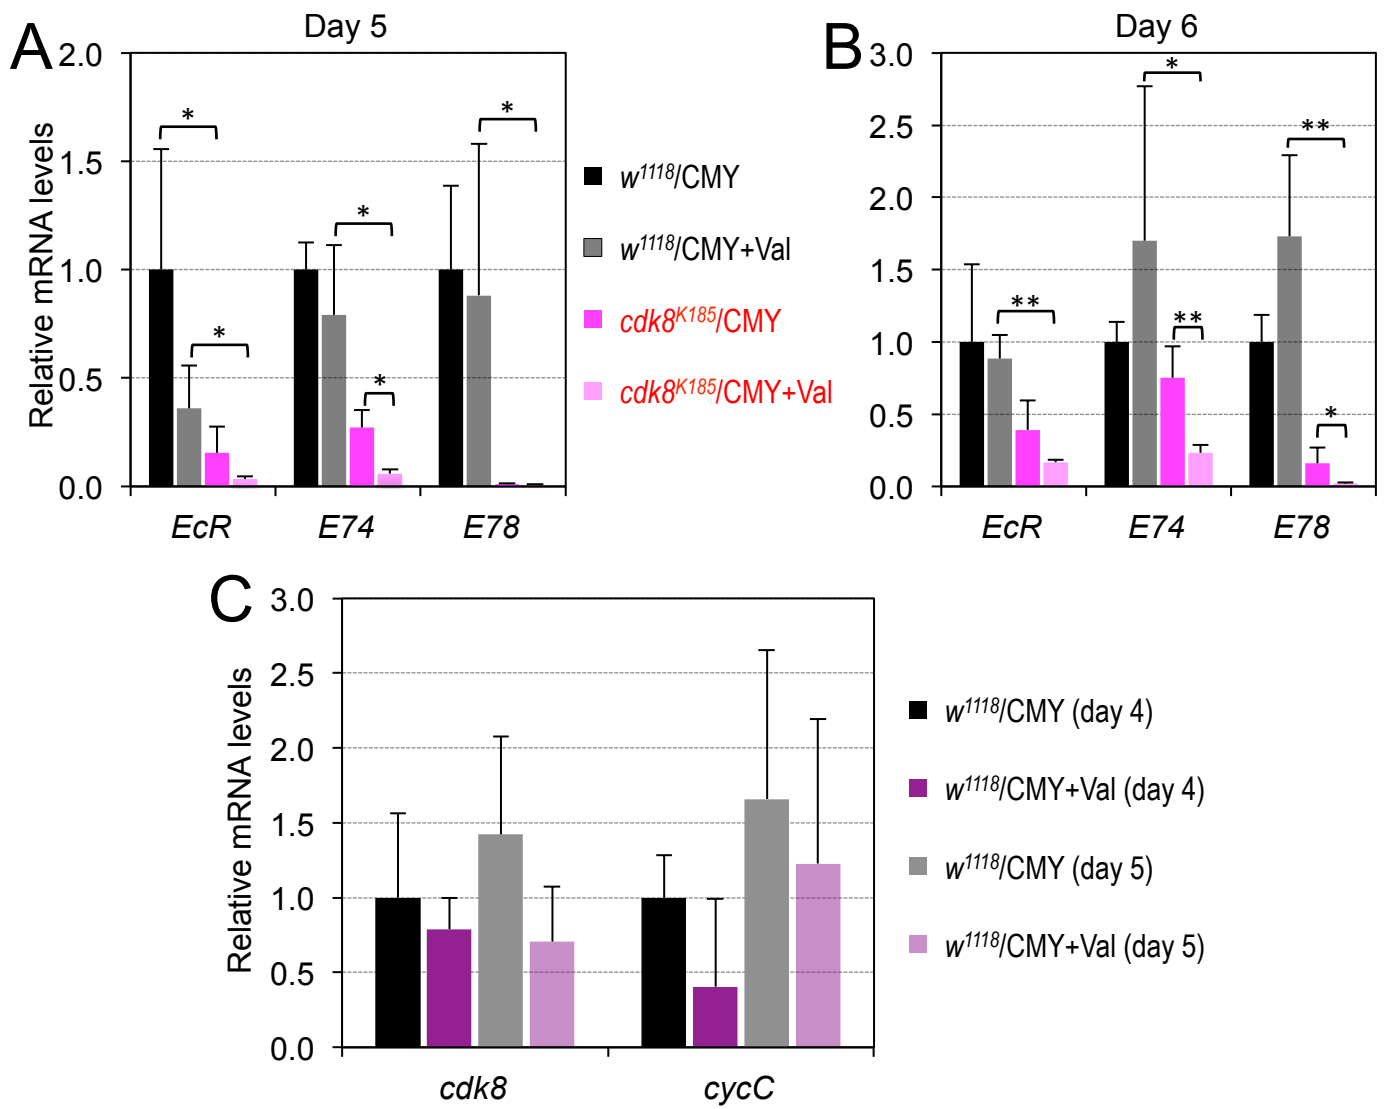 A
Day 5
Relative mRNA levels
2.0
1.5
1.0
0.5
0.0
*
*
*
*
*
EcR
E74
E78
w1118/CMY
w1118/CMY+Val
cdk8K185/CMY
cdk8K185/CMY+Val
B
Day 6
3.0
2.5
2.0
1.5
1.0
0.5
0.0
**
*
**
**
*
EcR
E74
E78
C
Relative mRNA levels
3.0
2.5
2.0
1.5
1.0
0.5
0.0
cdk8
cycC
w1118/CMY (day 4)
w1118/CMY+Val (day 4)
w1118/CMY (day 5)
w1118/CMY+Val (day 5)